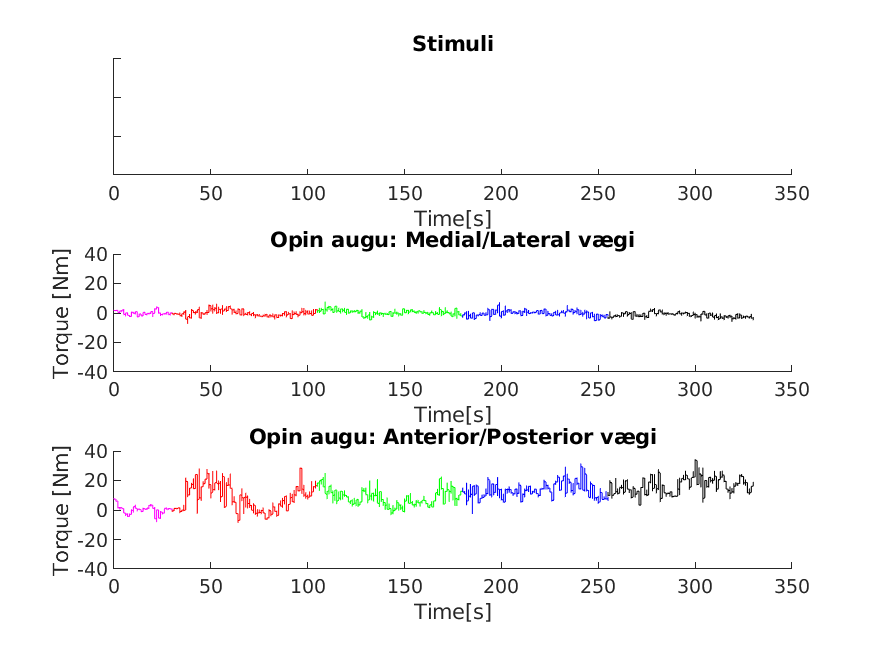 Stimuli
0 50 100 150 200 250 300 350
Time[s]
Opin augu: Medial/Lateral vægi
Torque [Nm]
40
20
0
-20
-40
0 50 100 150 200 250 300 350
Time[s]
Opin augu: Anterior/Posterior vægi
Torque [Nm]
40
20
0
-20
-40
0 50 100 150 200 250 300 350
Time[s]